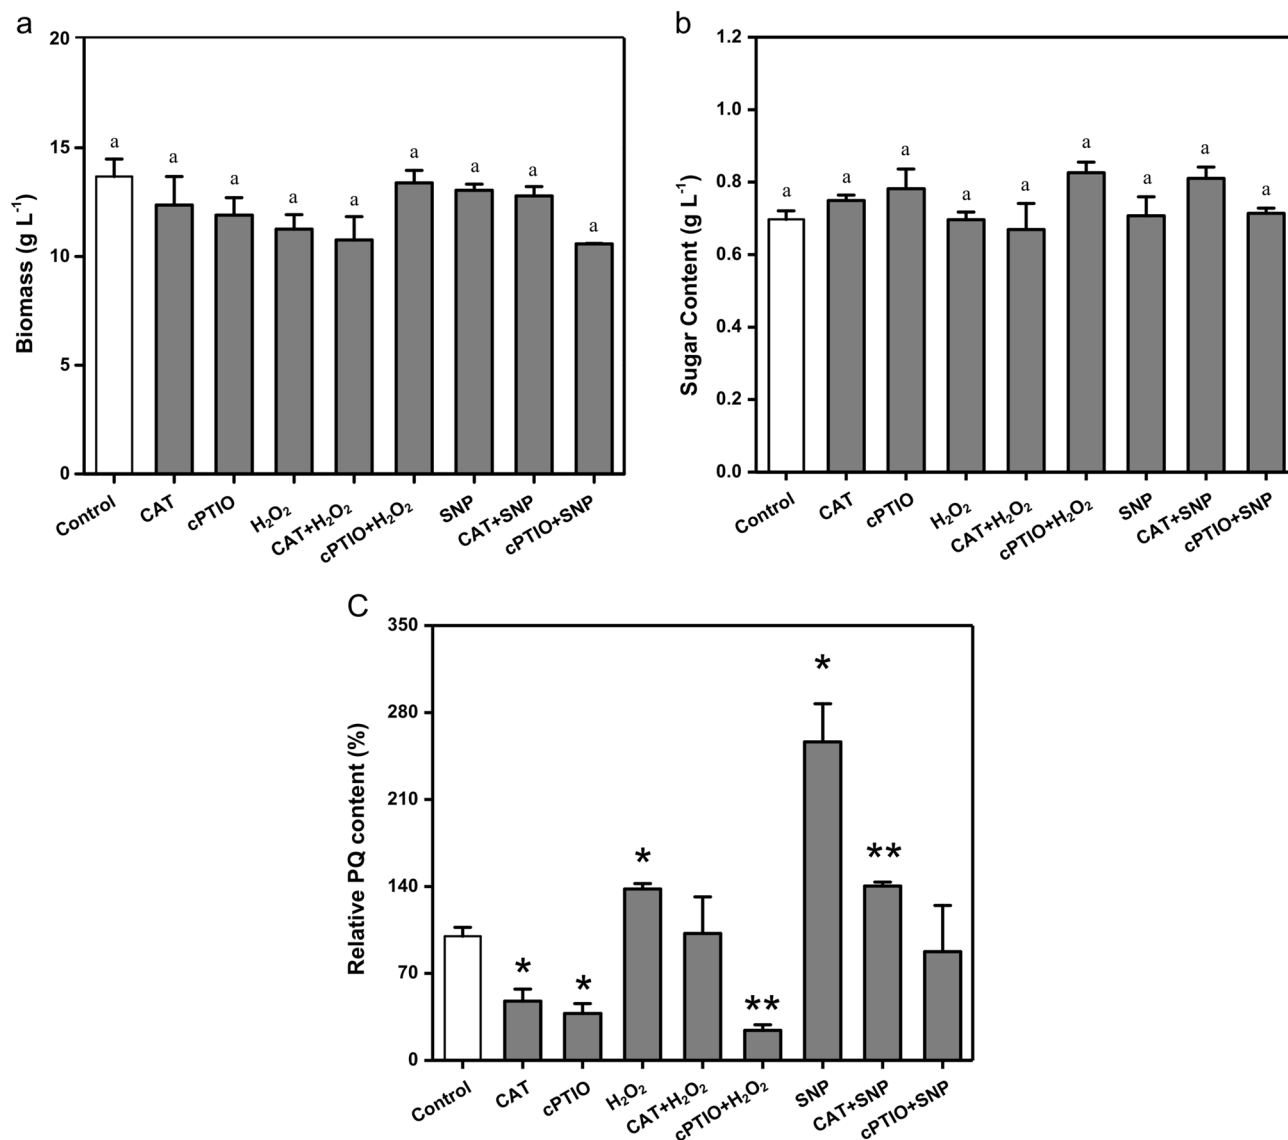 a
20
15
10
5
0
Biomass (g L⁻¹)
a a a a a a a a a
Control CAT cPTIO H₂O₂ CAT+H₂O₂ cPTIO+H₂O₂ SNP CAT+SNP cPTIO+SNP
b
1.2
1.0
0.8
0.6
0.4
0.2
0.0
Sugar Content (g L⁻¹)
a a a a a a a a a
Control CAT cPTIO H₂O₂ CAT+H₂O₂ cPTIO+H₂O₂ SNP CAT+SNP cPTIO+SNP
C
350
280
210
140
70
0
Relative PQ content (%)
* * * ** * **
Control CAT cPTIO H₂O₂ CAT+H₂O₂ cPTIO+H₂O₂ SNP CAT+SNP cPTIO+SNP